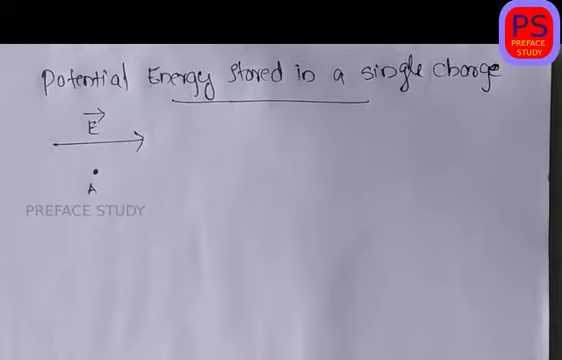 PS
PREFACE
STUDY
Potential Energy stored in a single charge
E
A
PREFACE STUDY